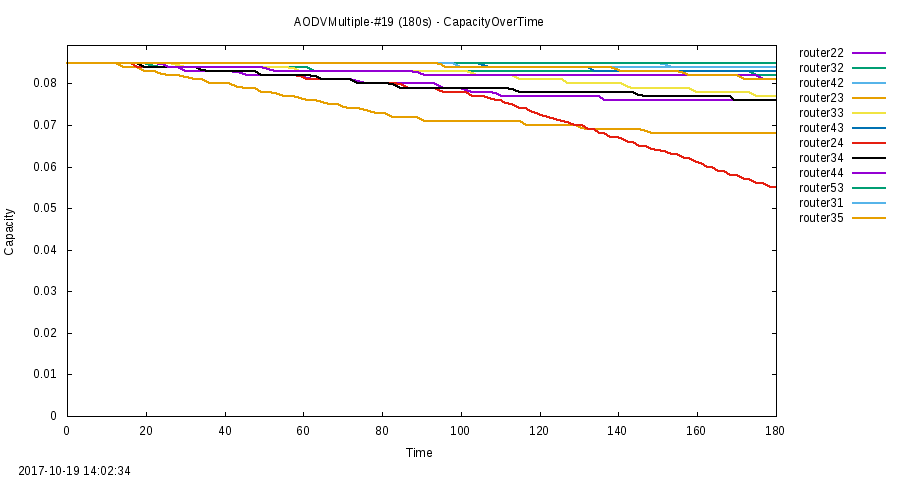 AODVMultiple-#19 (180s) - CapacityOverTime
router22
router32
router42
router23
router33
router43
router24
router34
router44
router53
router31
router35
0.08
0.07
0.06
0.05
0.04
0.03
0.02
0.01
0
Capacity
0 20 40 60 80 100 120 140 160 180
Time
2017-10-19 14:02:34